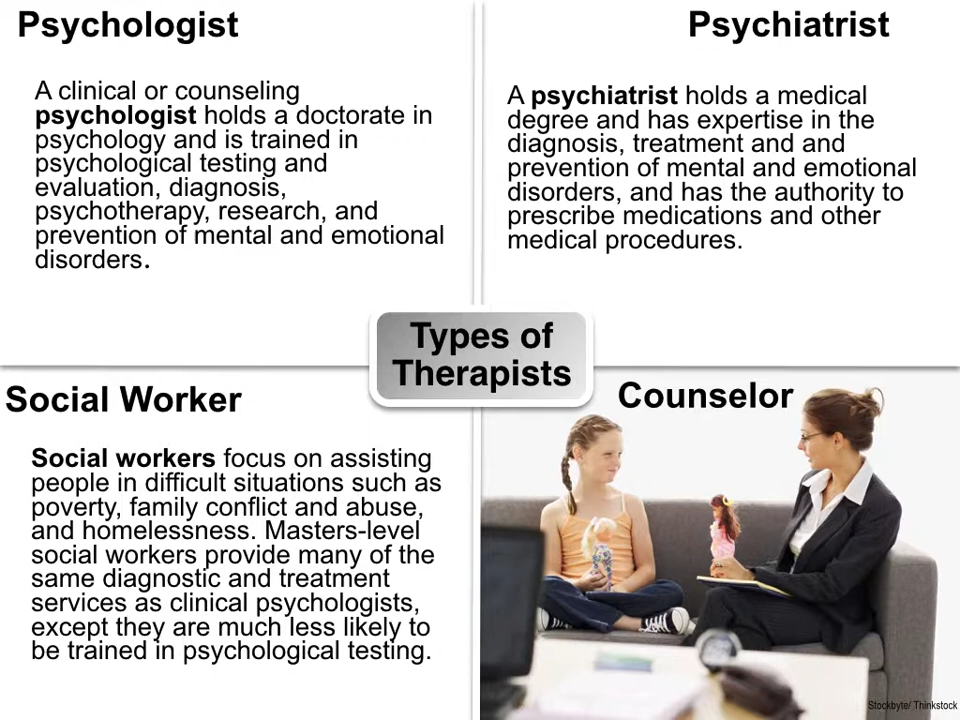 Psychologist
A clinical or counseling
psychologist holds a doctorate in
psychology and is trained in
psychological testing and
evaluation, diagnosis,
psychotherapy, research, and
prevention of mental and emotional
disorders.
Psychiatrist
A psychiatrist holds a medical
degree and has expertise in the
diagnosis, treatment and and
prevention of mental and emotional
disorders, and has the authority to
prescribe medications and other
medical procedures.
Types of
Therapists
Social Worker
Social workers focus on assisting
people in difficult situations such as
poverty, family conflict and abuse,
and homelessness. Masters-level
social workers provide many of the
same diagnostic and treatment
services as clinical psychologists,
except they are much less likely to
be trained in psychological testing.
Counselor
Stockbyte/ Thinkstock